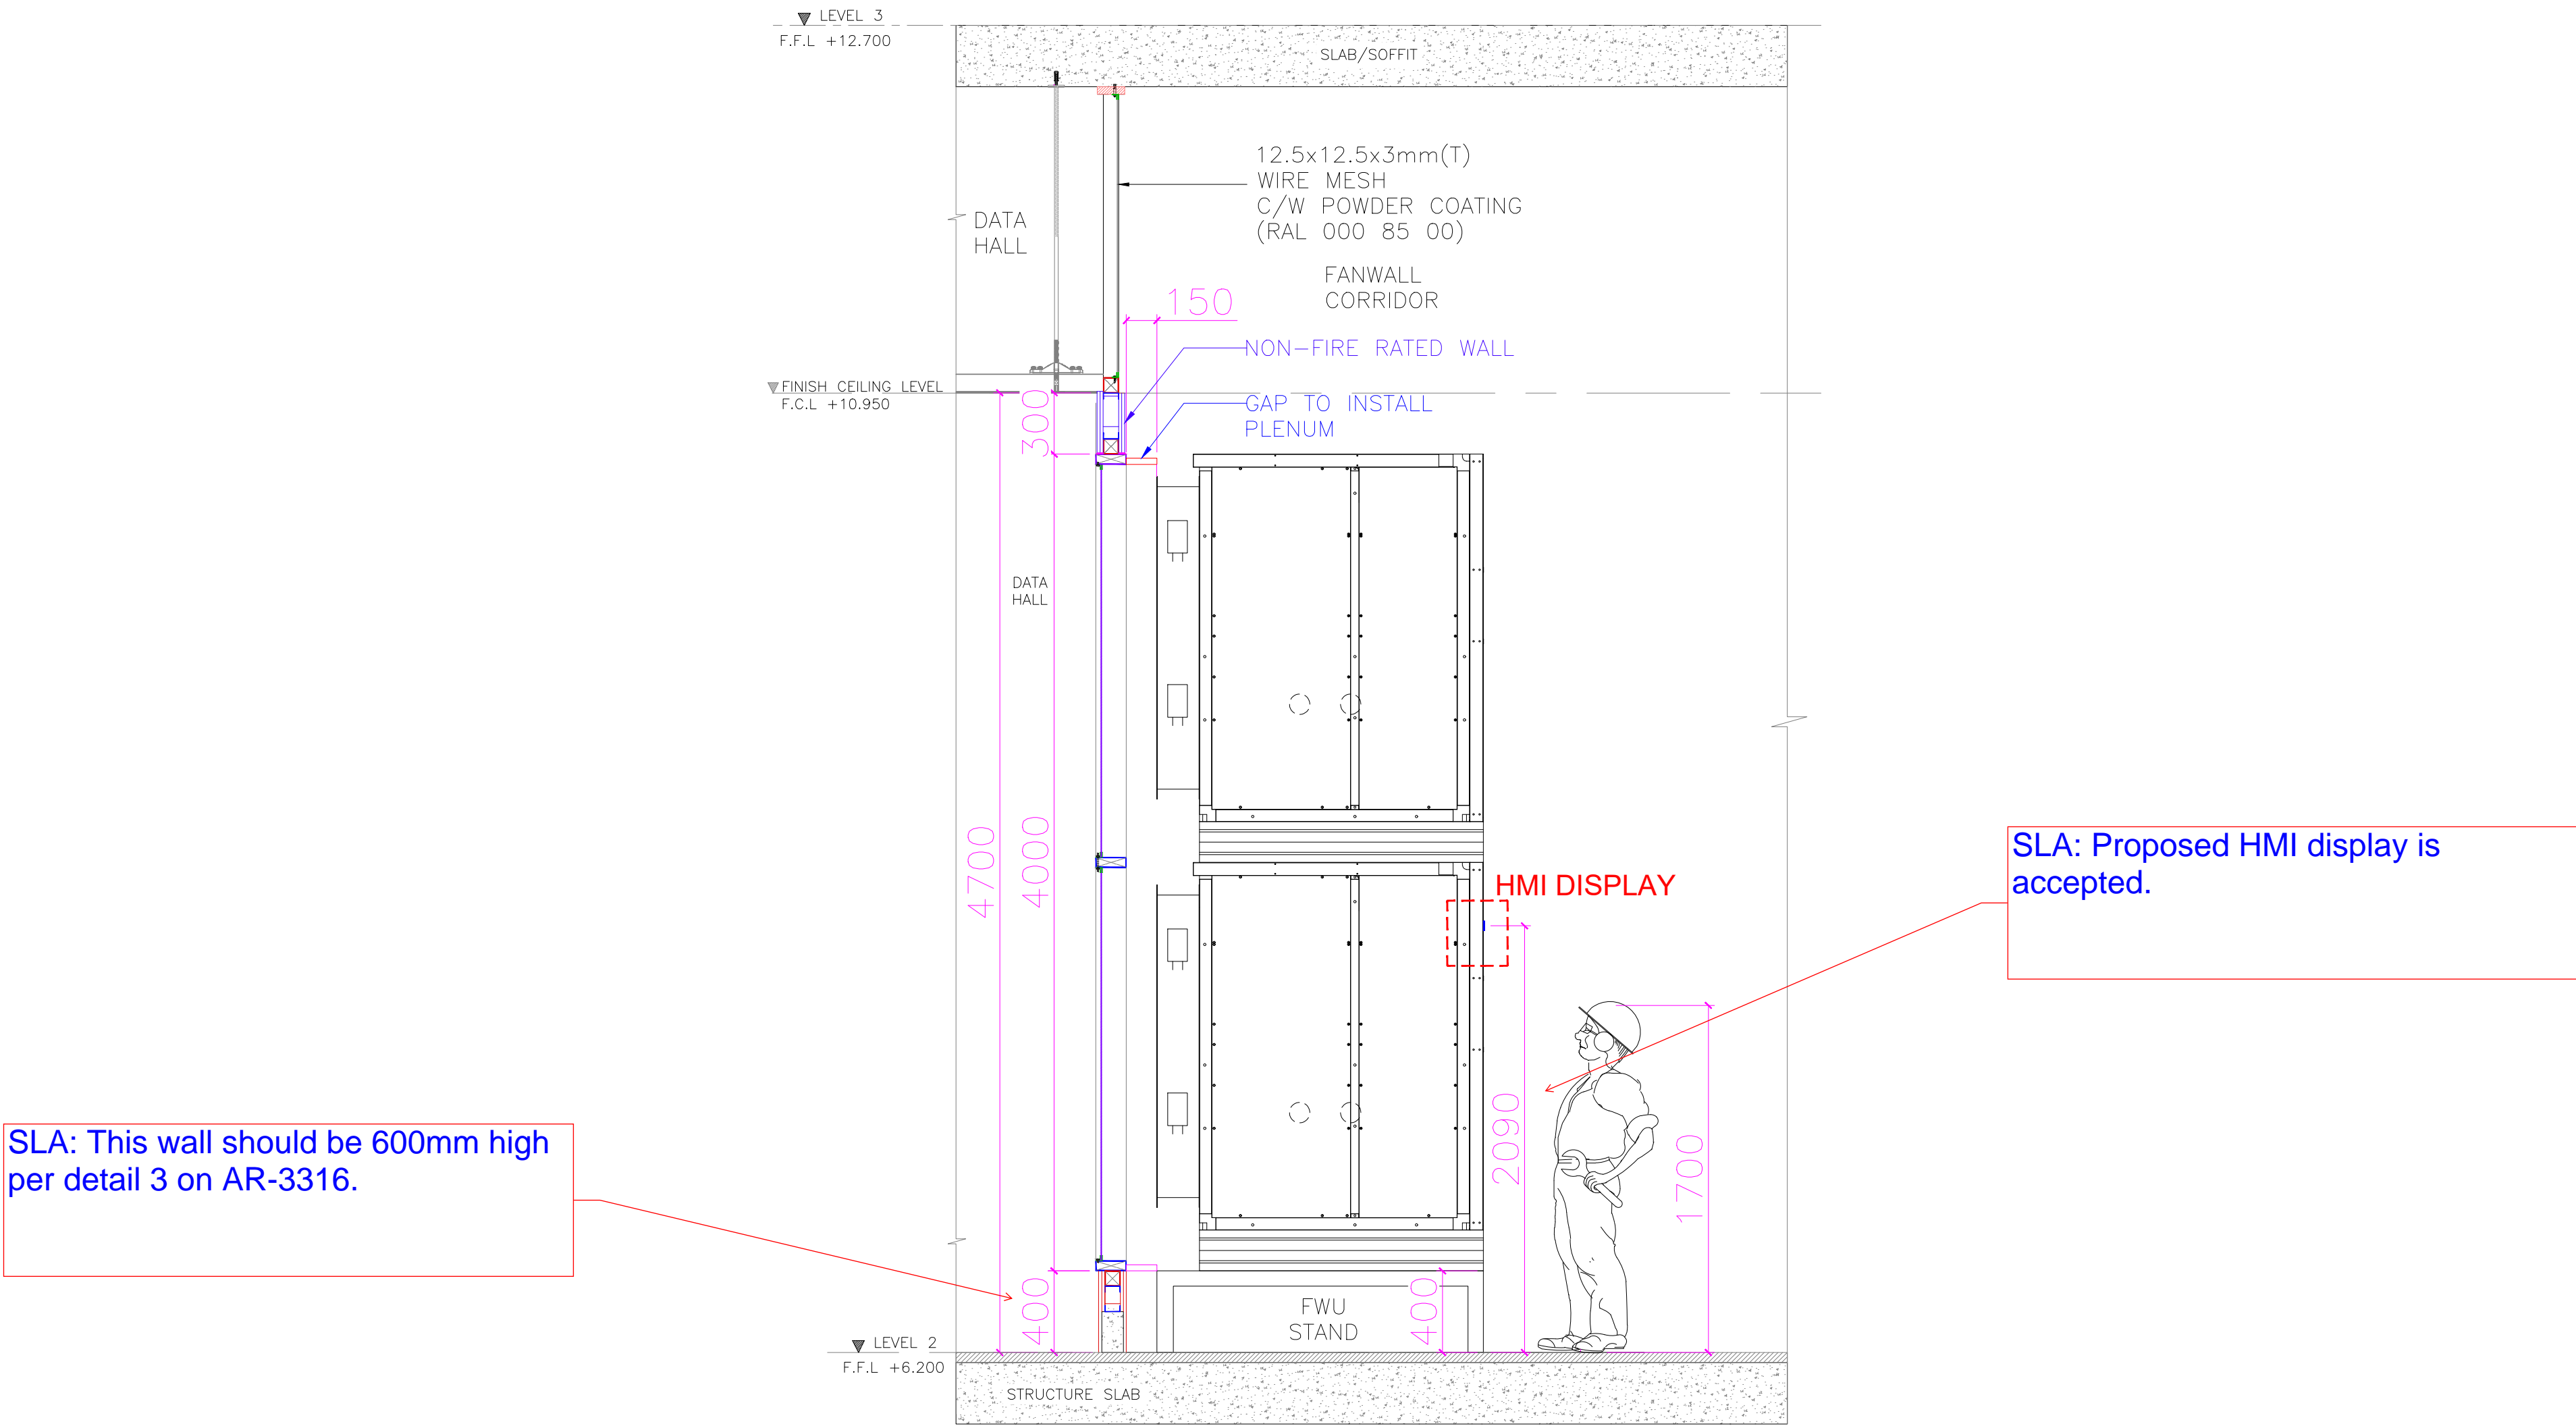 LEVEL 3
F.F.L +12.700
SLAB/SOFFIT
12.5x12.5x3mm(T)
WIRE MESH
C/W POWDER COATING
(RAL 000 85 00)
DATA
HALL
FANWALL
CORRIDOR
150
NON-FIRE RATED WALL
FINISH CEILING LEVEL
F.C.L +10.950
300
GAP TO INSTALL
PLENUM
DATA
HALL
4700
4000
SLA: Proposed HMI display is
accepted.
HMI DISPLAY
2090
1700
SLA: This wall should be 600mm high
per detail 3 on AR-3316.
400
FWU
STAND
400
LEVEL 2
F.F.L +6.200
STRUCTURE SLAB